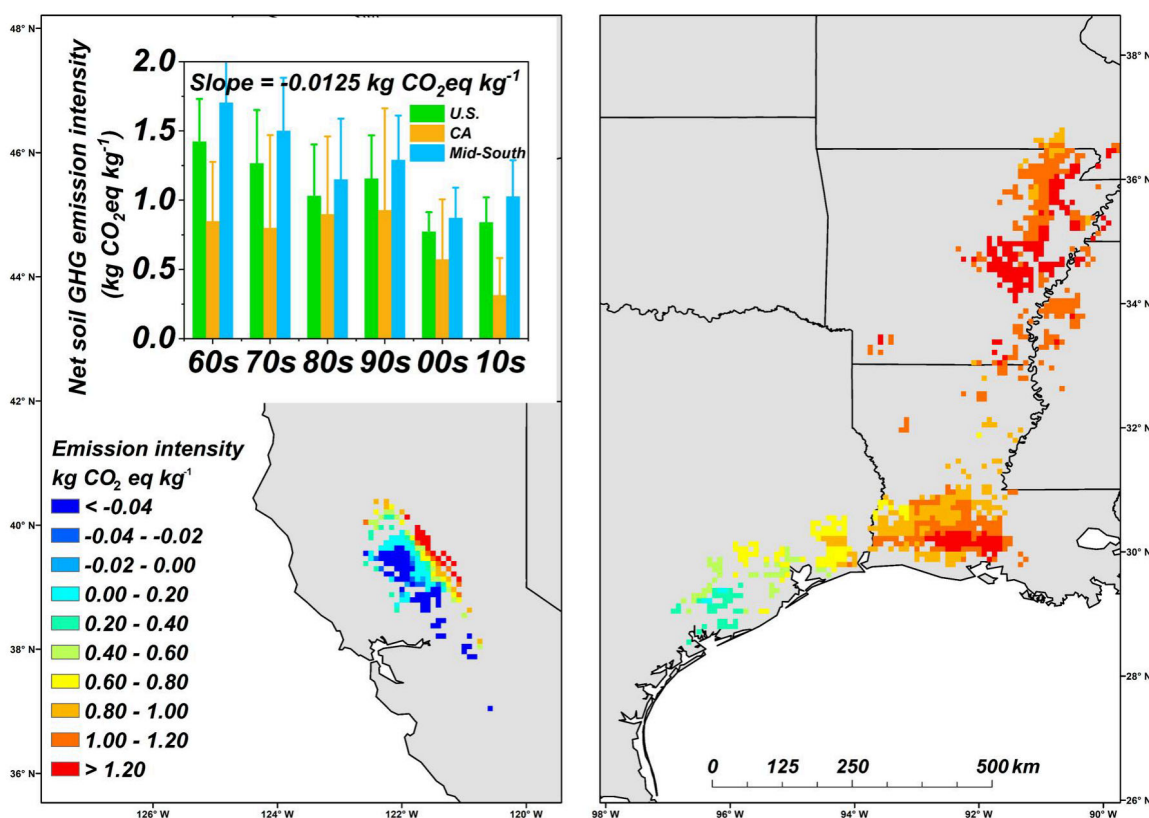 Net soil GHG emission intensity
(kg CO2eq kg-1)
Slope = -0.0125 kg CO2eq kg-1
U.S.
CA
Mid-South
2.0
1.5
1.0
0.5
0.0
60s 70s 80s 90s 00s 10s
Emission intensity
kg CO2 eq kg-1
< -0.04
-0.04 - -0.02
-0.02 - 0.00
0.00 - 0.20
0.20 - 0.40
0.40 - 0.60
0.60 - 0.80
0.80 - 1.00
1.00 - 1.20
> 1.20
48° N
46° N
44° N
42° N
40° N
38° N
36° N
126° W 124° W 122° W 120° W
38° N
36° N
34° N
32° N
30° N
28° N
26° N
0 125 250 500 km
98° W 96° W 94° W 92° W 90° W